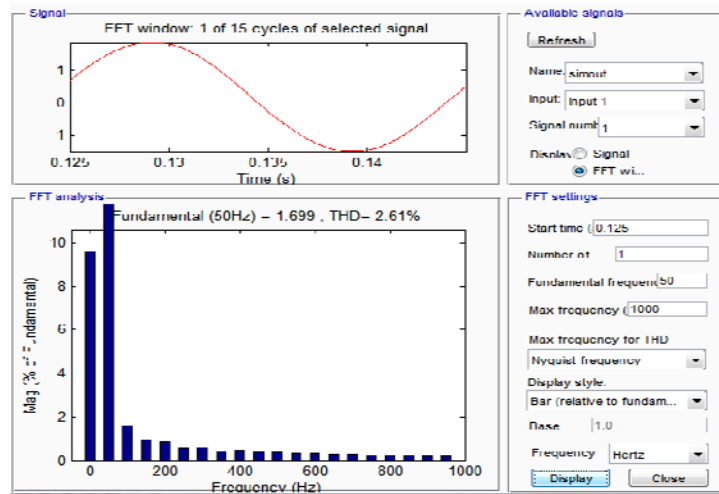 Signal
FFT window: 1 of 15 cycles of selected signal
1
0
1
0.125 0.13 0.135 0.14
Time (s)
FFT analysis
Fundamental (50Hz) = 1.699 , THD= 2.61%
10
8
6
4
2
0
Mag (% of Fundamental)
0 200 400 600 800 1000
Frequency (Hz)
Available signals
Refresh
Name: simout
Input: Input 1
Signal numb 1
Display Signal
FFT wi...
FFT settings
Start time ( 0.125
Number of 1
Fundamental frequenc 50
Max frequency ( 1000
Max frequency for THD
Nyquist frequency
Display style:
Bar (relative to fundam...
Base 1.0
Frequency Hertz
Display Close